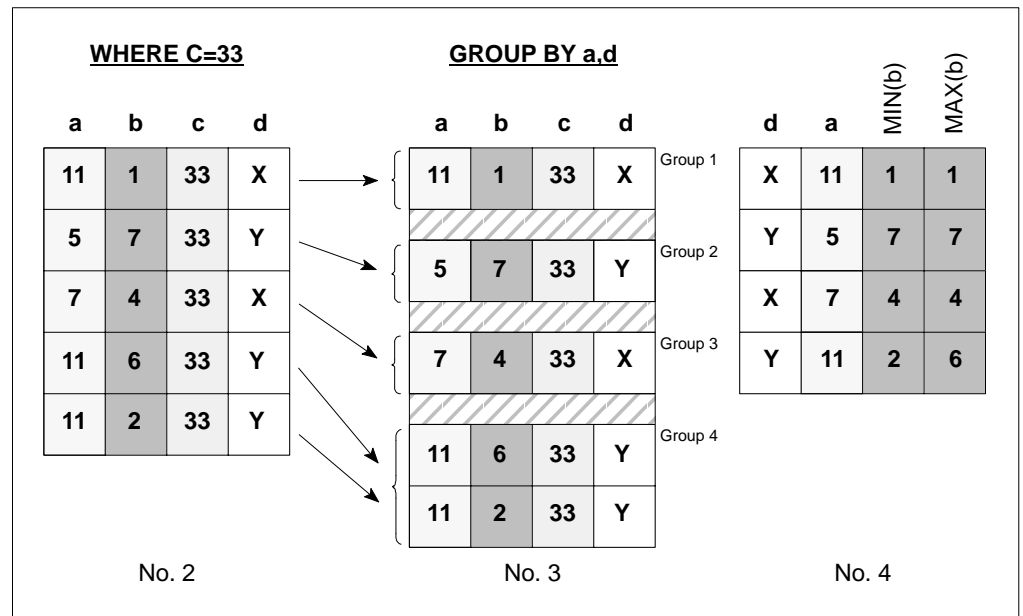 WHERE C=33
a b c d
11 1 33 X
5 7 33 Y
7 4 33 X
11 6 33 Y
11 2 33 Y
No. 2
GROUP BY a,d
a b c d
11 1 33 X
Group 1
5 7 33 Y
Group 2
7 4 33 X
Group 3
11 6 33 Y
Group 4
11 2 33 Y
No. 3
d a MIN(b) MAX(b)
X 11 1 1
Y 5 7 7
X 7 4 4
Y 11 2 6
No. 4